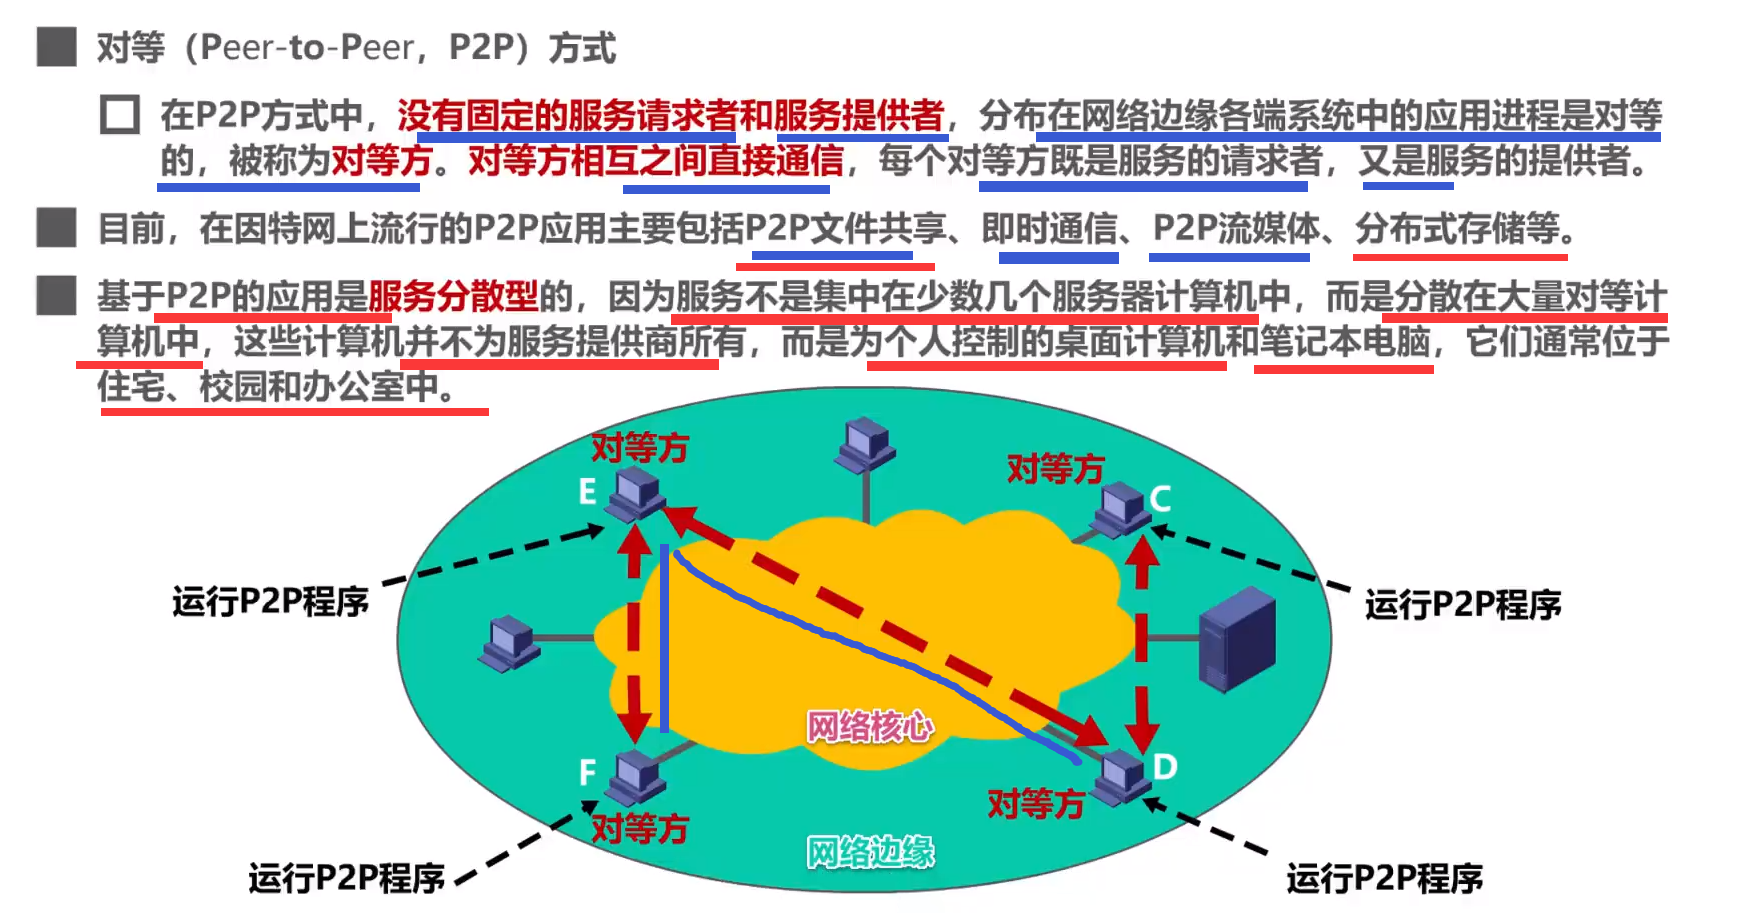 对等（Peer-to-Peer，P2P）方式
在P2P方式中，没有固定的服务请求者和服务提供者，分布在网络边缘各端系统中的应用进程是对等
的，被称为对等方。对等方相互之间直接通信，每个对等方既是服务的请求者，又是服务的提供者。
目前，在因特网上流行的P2P应用主要包括P2P文件共享、即时通信、P2P流媒体、分布式存储等。
基于P2P的应用是服务分散型的，因为服务不是集中在少数几个服务器计算机中，而是分散在大量对等计
算机中，这些计算机并不为服务提供商所有，而是为个人控制的桌面计算机和笔记本电脑，它们通常位于
住宅、校园和办公室中。
对等方
对等方
E
C
运行P2P程序
运行P2P程序
网络核心
F
D
对等方
对等方
网络边缘
运行P2P程序
运行P2P程序